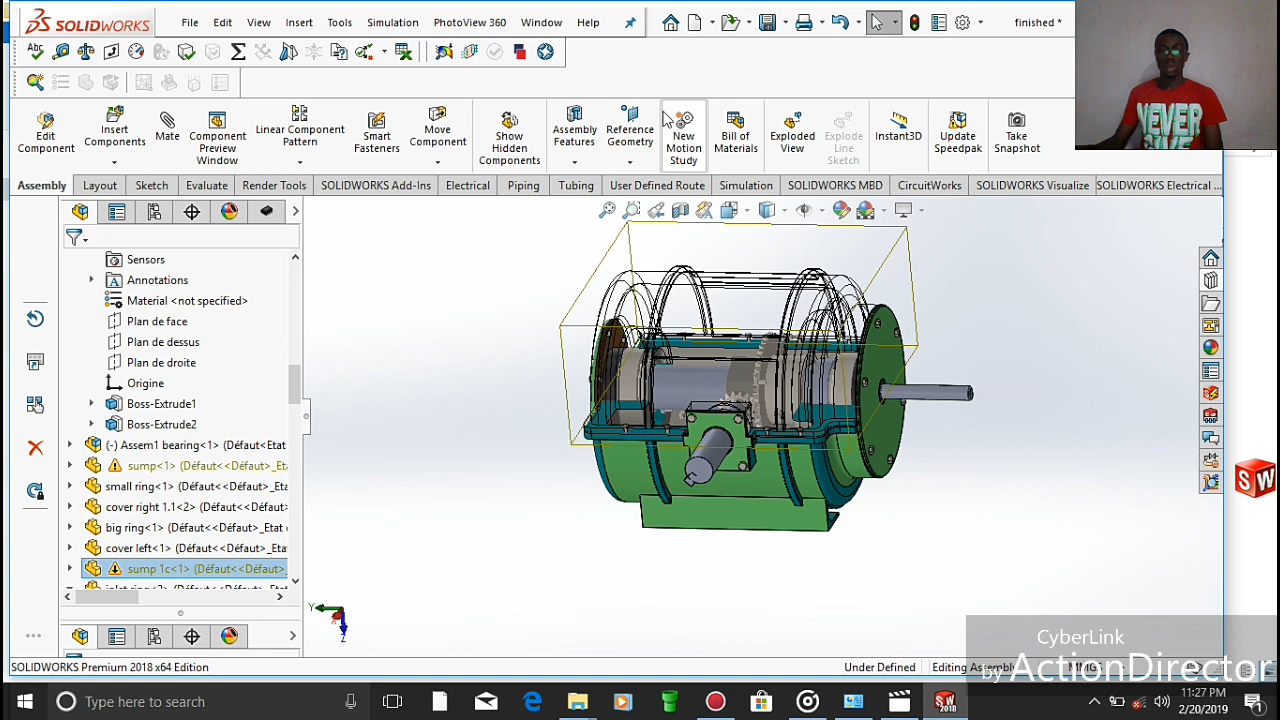 SOLIDWORKS
File Edit View Insert Tools Simulation PhotoView 360 Window Help
finished *
Edit Component
Insert Components
Mate
Component Preview Window
Linear Component Pattern
Smart Fasteners
Move Component
Show Hidden Components
Assembly Features
Reference Geometry
New Motion Study
Bill of Materials
Exploded View
Explode Line Sketch
Instant3D
Update Speedpak
Take Snapshot
NEVER
Assembly Layout Sketch Evaluate Render Tools SOLIDWORKS Add-Ins Electrical Piping Tubing User Defined Route Simulation SOLIDWORKS MBD CircuitWorks SOLIDWORKS Visualize SOLIDWORKS Electrical ...
Sensors
Annotations
Material <not specified>
Plan de face
Plan de dessus
Plan de droite
Origine
Boss-Extrude1
Boss-Extrude2
(-) Assem1 bearing<1> (Défaut<Etat
sump<1> (Défaut<<Défaut>_Eta
small ring<1> (Défaut<<Défaut>_Et
cover right 1.1<2> (Défaut<<Défaut
big ring<1> (Défaut<<Défaut>_Etat
cover left<1> (Défaut<<Défaut>_Eta
sump 1c<1> (Défaut<<Défaut>_
Y
Z
SOLIDWORKS Premium 2018 x64 Edition
Under Defined
Editing Assembly
MMGS
CyberLink
by ActionDirector
Type here to search
11:27 PM
2/20/2019